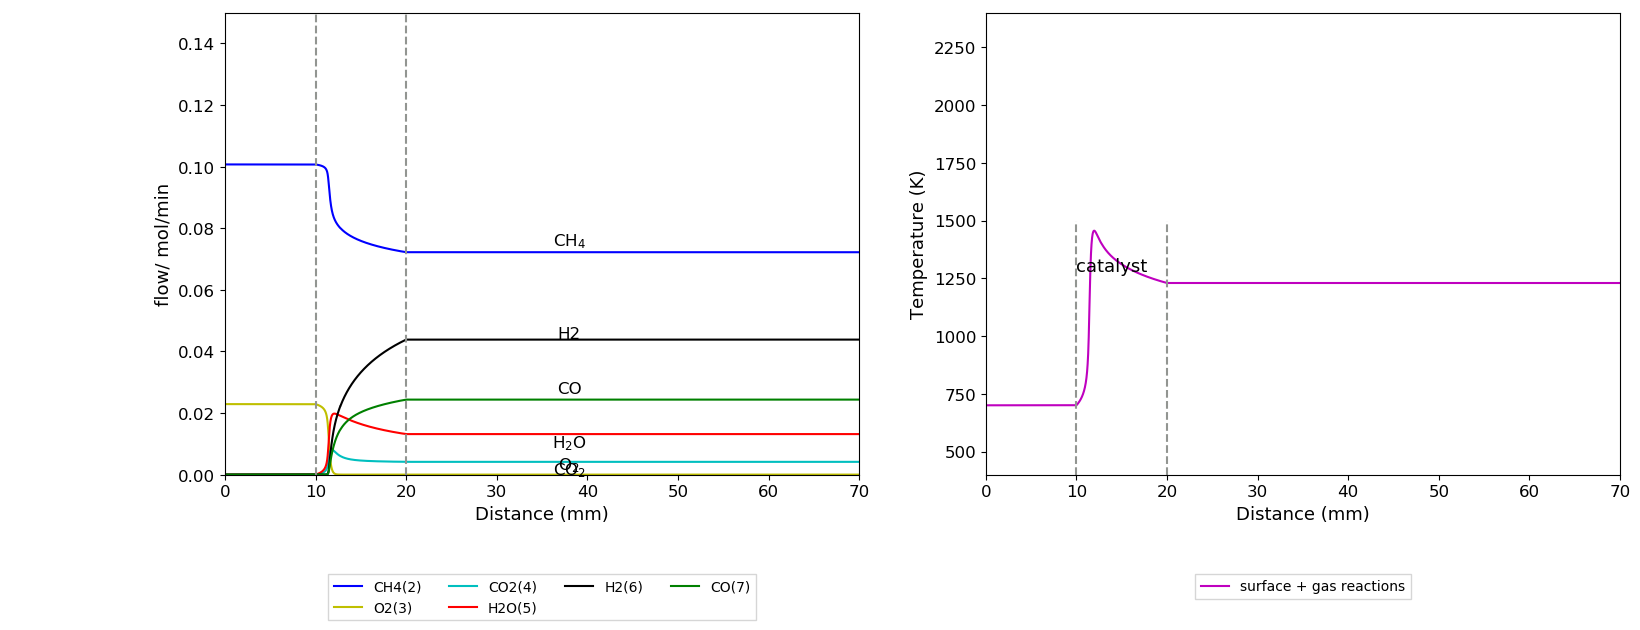 0.14
0.12
0.10
0.08
0.06
0.04
0.02
0.00
flow/ mol/min
CH₄
H2
CO
H₂O
O₂
CO₂
0 10 20 30 40 50 60 70
Distance (mm)
CH4(2) CO2(4) H2(6) CO(7)
O2(3) H2O(5)
2250
2000
1750
1500
1250
1000
750
500
Temperature (K)
catalyst
0 10 20 30 40 50 60 70
Distance (mm)
surface + gas reactions